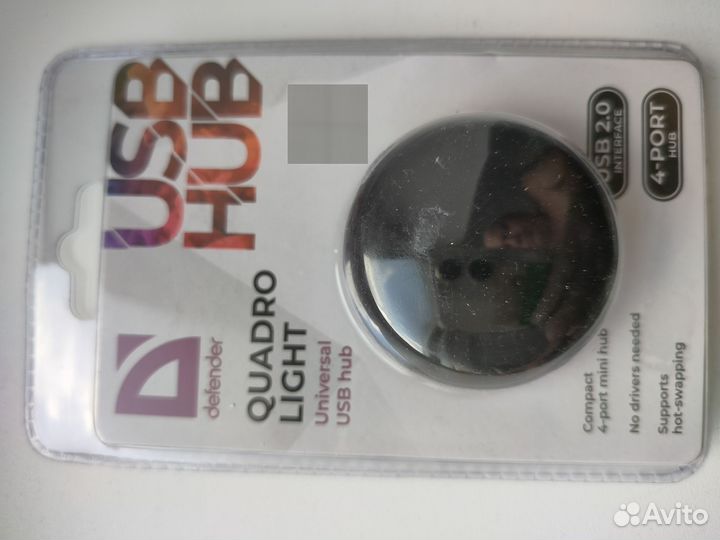 USB
HUB
defender
QUADRO
LIGHT
Universal
USB hub
USB 2.0
INTERFACE
4-PORT
HUB
Compact
4-port mini hub
No drivers needed
Supports
hot-swapping
Avito